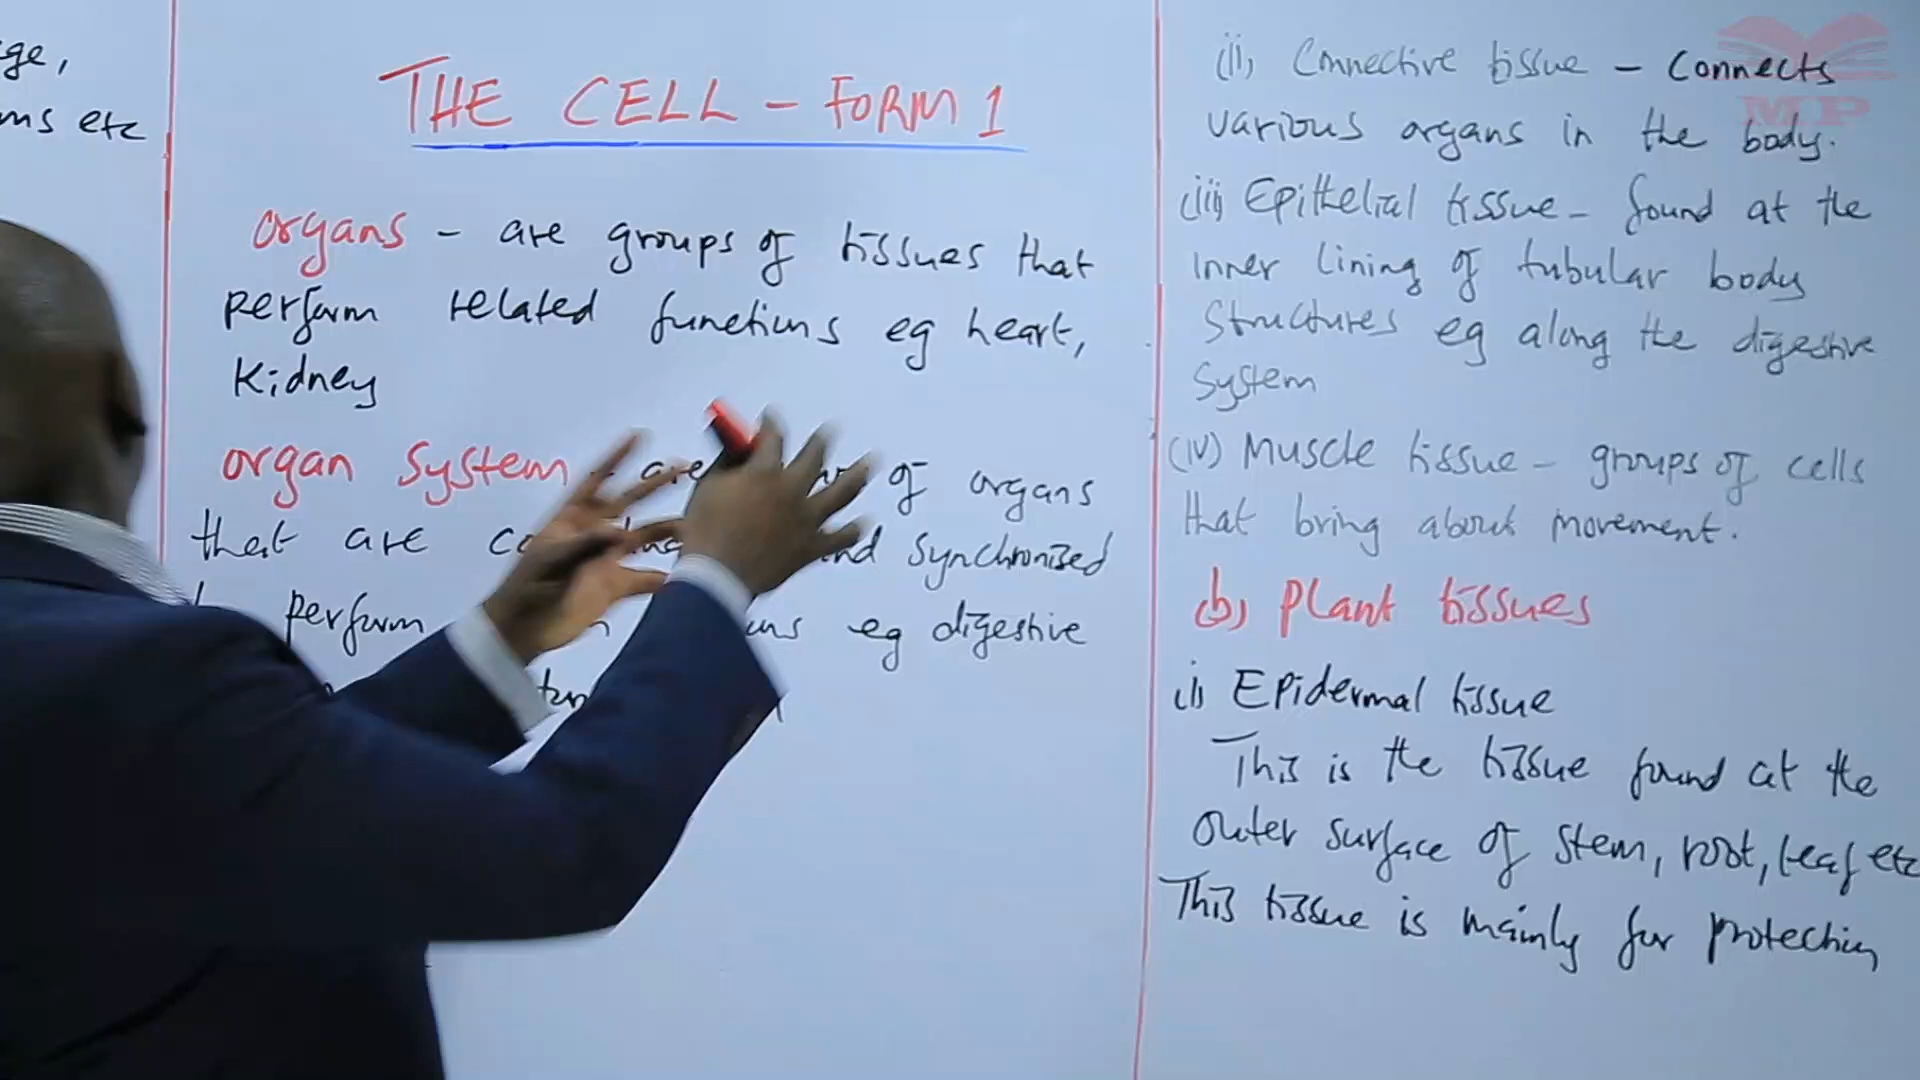 ge,
ms etc
THE CELL - FORM 1
organs - are groups of tissues that
perform related functions eg heart,
Kidney
organ system - are of organs
that are and synchronized
perform eg digestive
(ii) Connective tissue - Connects
various organs in the body.
(iii) Epithelial tissue - found at the
inner lining of tubular body
Structures eg along the digestive
System
(iv) Muscle tissue - groups of cells
that bring about movement.
(b) Plant tissues
(i) Epidermal tissue
This is the tissue found at the
outer surface of stem, root, leaf etc
This tissue is mainly for protection
MP